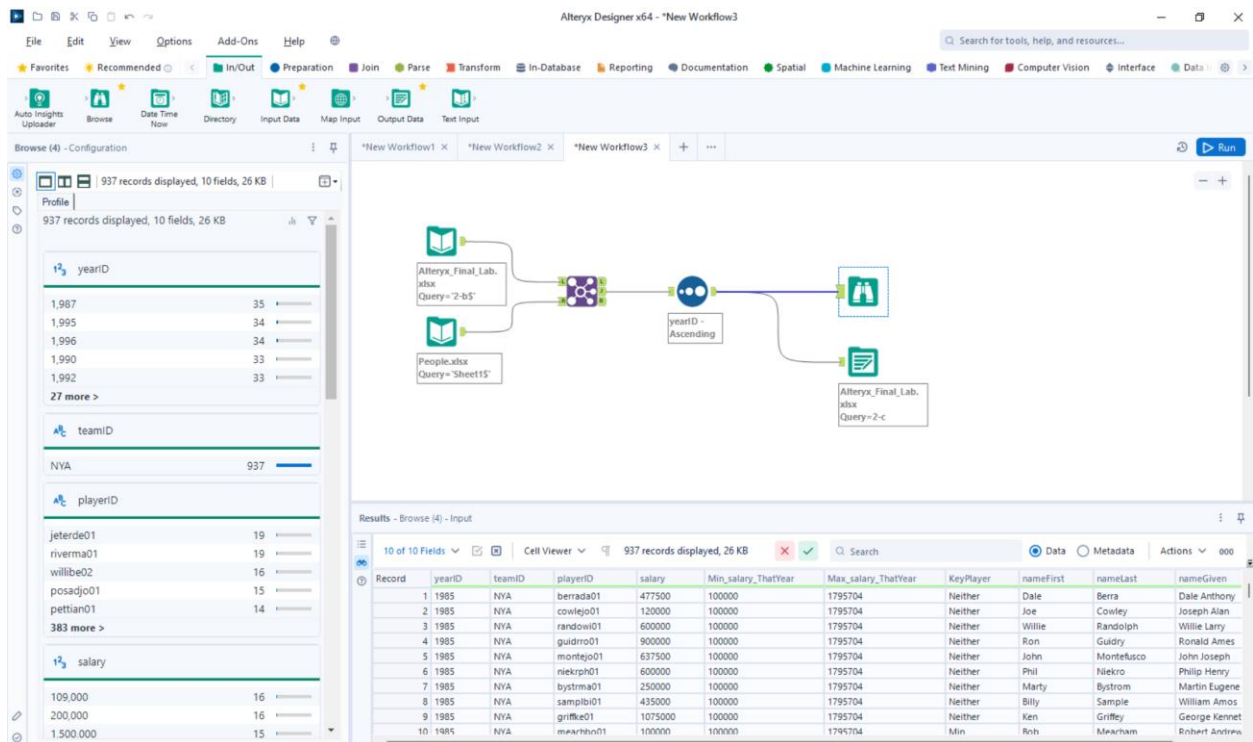 Alteryx Designer x64 - *New Workflow3
File Edit View Options Add-Ons Help
Search for tools, help, and resources...
Favorites Recommended In/Out Preparation Join Parse Transform In-Database Reporting Documentation Spatial Machine Learning Text Mining Computer Vision Interface Data
Auto Insights Uploader Browse Date Time Now Directory Input Data Map Input Output Data Text Input
Browse (4) - Configuration
*New Workflow1 *New Workflow2 *New Workflow3
Run
937 records displayed, 10 fields, 26 KB
Profile
937 records displayed, 10 fields, 26 KB
123 yearID
1,987 35
1,995 34
1,996 34
1,990 33
1,992 33
27 more >
ABC teamID
NYA 937
ABC playerID
jeterde01 19
riverma01 19
willibe02 16
posadjo01 15
pettian01 14
383 more >
123 salary
109,000 16
200,000 16
1,500,000 15
Alteryx_Final_Lab.
xlsx
Query=`2-b$`
People.xlsx
Query=`Sheet1$`
L
R
L
J
R
yearID -
Ascending
Alteryx_Final_Lab.
xlsx
Query=2-c
Results - Browse (4) - Input
10 of 10 Fields Cell Viewer 937 records displayed, 26 KB Search Data Metadata Actions 000
Record yearID teamID playerID salary Min_salary_ThatYear Max_salary_ThatYear KeyPlayer nameFirst nameLast nameGiven
1 1985 NYA berrada01 477500 100000 1795704 Neither Dale Berra Dale Anthony
2 1985 NYA cowlejo01 120000 100000 1795704 Neither Joe Cowley Joseph Alan
3 1985 NYA randowi01 600000 100000 1795704 Neither Willie Randolph Willie Larry
4 1985 NYA guidrro01 900000 100000 1795704 Neither Ron Guidry Ronald Ames
5 1985 NYA montejo01 637500 100000 1795704 Neither John Montefusco John Joseph
6 1985 NYA niekrph01 600000 100000 1795704 Neither Phil Niekro Philip Henry
7 1985 NYA bystrma01 250000 100000 1795704 Neither Marty Bystrom Martin Eugene
8 1985 NYA samplbi01 435000 100000 1795704 Neither Billy Sample William Amos
9 1985 NYA griffke01 1075000 100000 1795704 Neither Ken Griffey George Kennet
10 1985 NYA meachbo01 100000 100000 1795704 Min Bob Meacham Robert Andrew